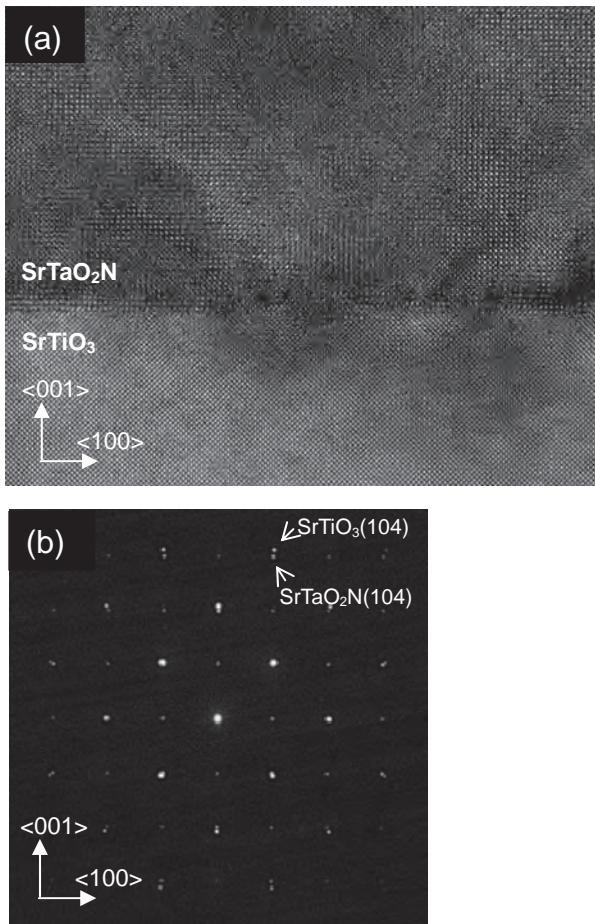 (a)
SrTaO₂N
SrTiO₃
<001>
<100>
(b)
SrTiO₃(104)
SrTaO₂N(104)
<001>
<100>